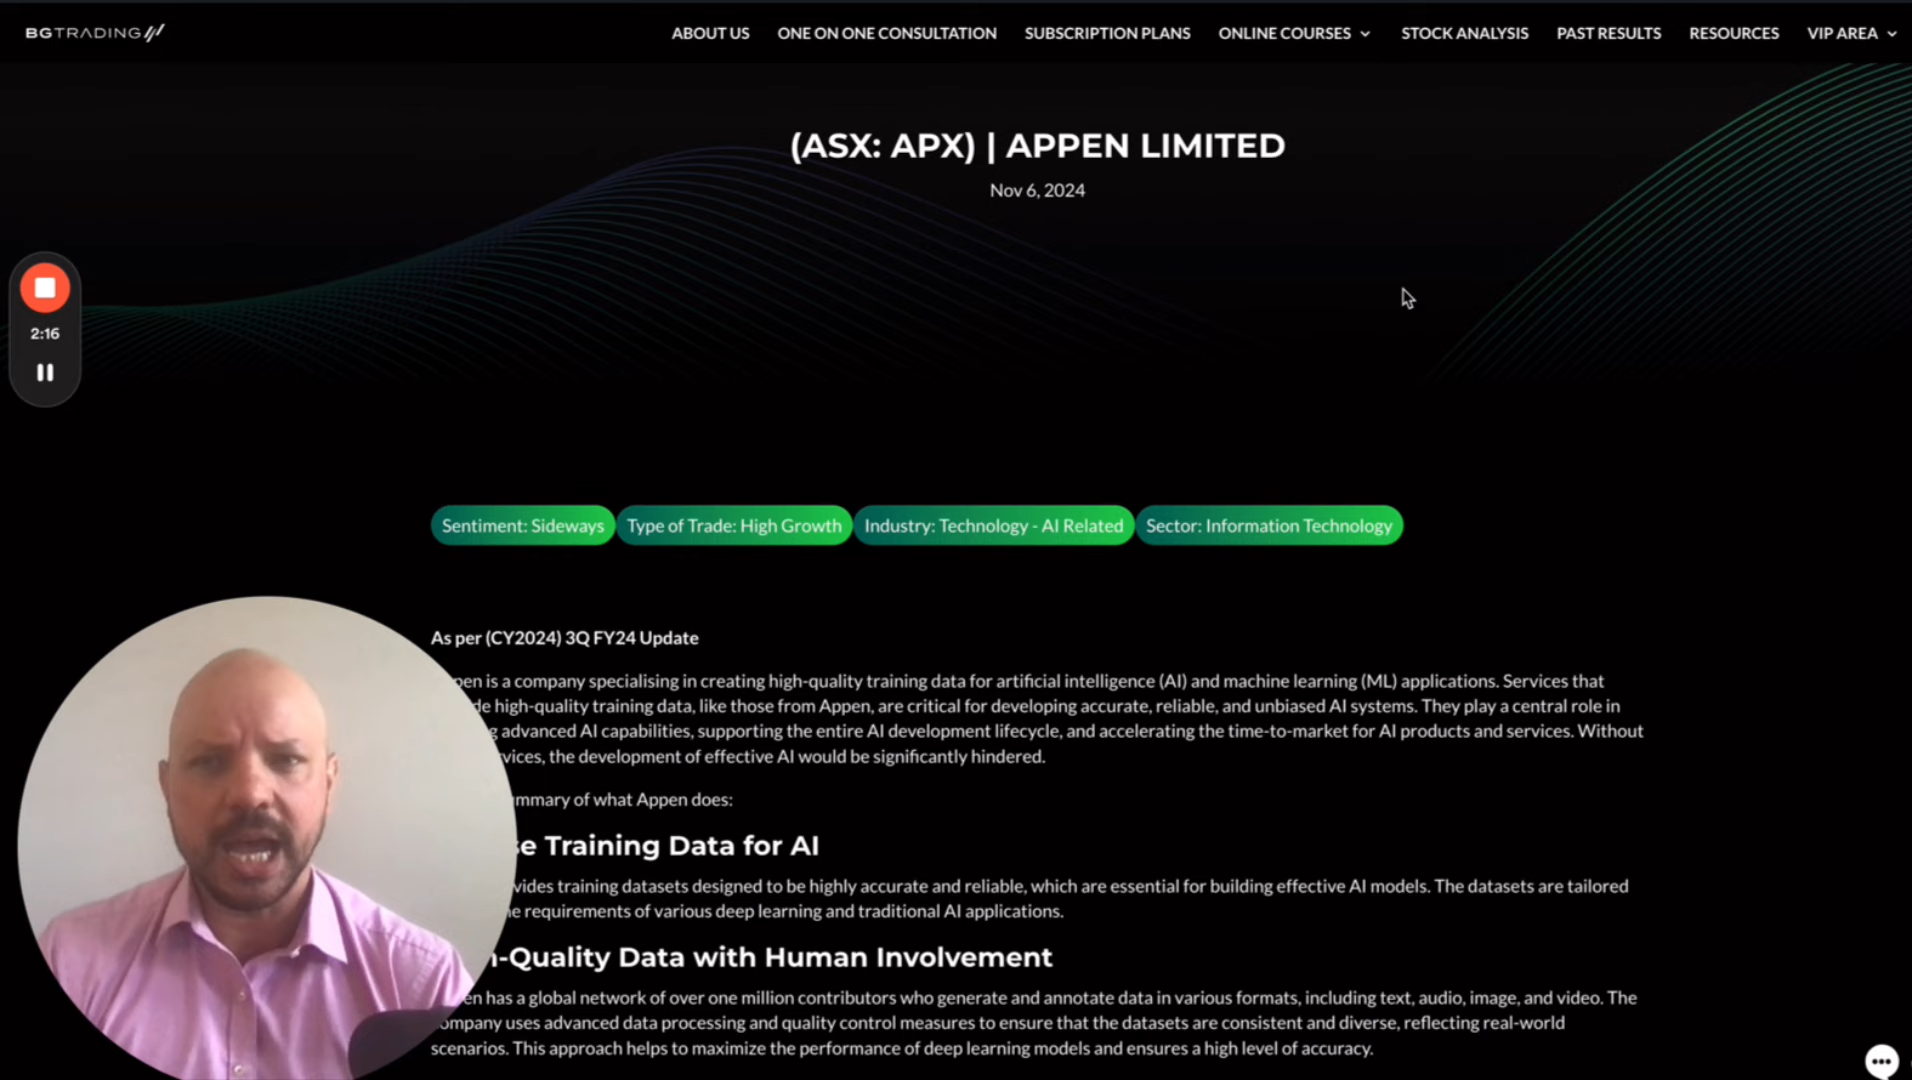 BGTRADING
ABOUT US
ONE ON ONE CONSULTATION
SUBSCRIPTION PLANS
ONLINE COURSES
STOCK ANALYSIS
PAST RESULTS
RESOURCES
VIP AREA
(ASX: APX) | APPEN LIMITED
Nov 6, 2024
2:16
Sentiment: Sideways
Type of Trade: High Growth
Industry: Technology - AI Related
Sector: Information Technology
As per (CY2024) 3Q FY24 Update
is a company specialising in creating high-quality training data for artificial intelligence (AI) and machine learning (ML) applications. Services that
high-quality training data, like those from Appen, are critical for developing accurate, reliable, and unbiased AI systems. They play a central role in
advanced AI capabilities, supporting the entire AI development lifecycle, and accelerating the time-to-market for AI products and services. Without
the development of effective AI would be significantly hindered.
of what Appen does:
Training Data for AI
training datasets designed to be highly accurate and reliable, which are essential for building effective AI models. The datasets are tailored
requirements of various deep learning and traditional AI applications.
-Quality Data with Human Involvement
has a global network of over one million contributors who generate and annotate data in various formats, including text, audio, image, and video. The
company uses advanced data processing and quality control measures to ensure that the datasets are consistent and diverse, reflecting real-world
scenarios. This approach helps to maximize the performance of deep learning models and ensures a high level of accuracy.